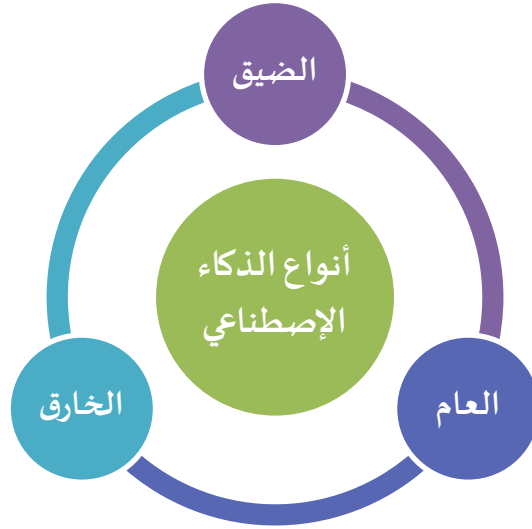 الضيق
أنواع الذكاء
الإصطناعي
العام
الخارق